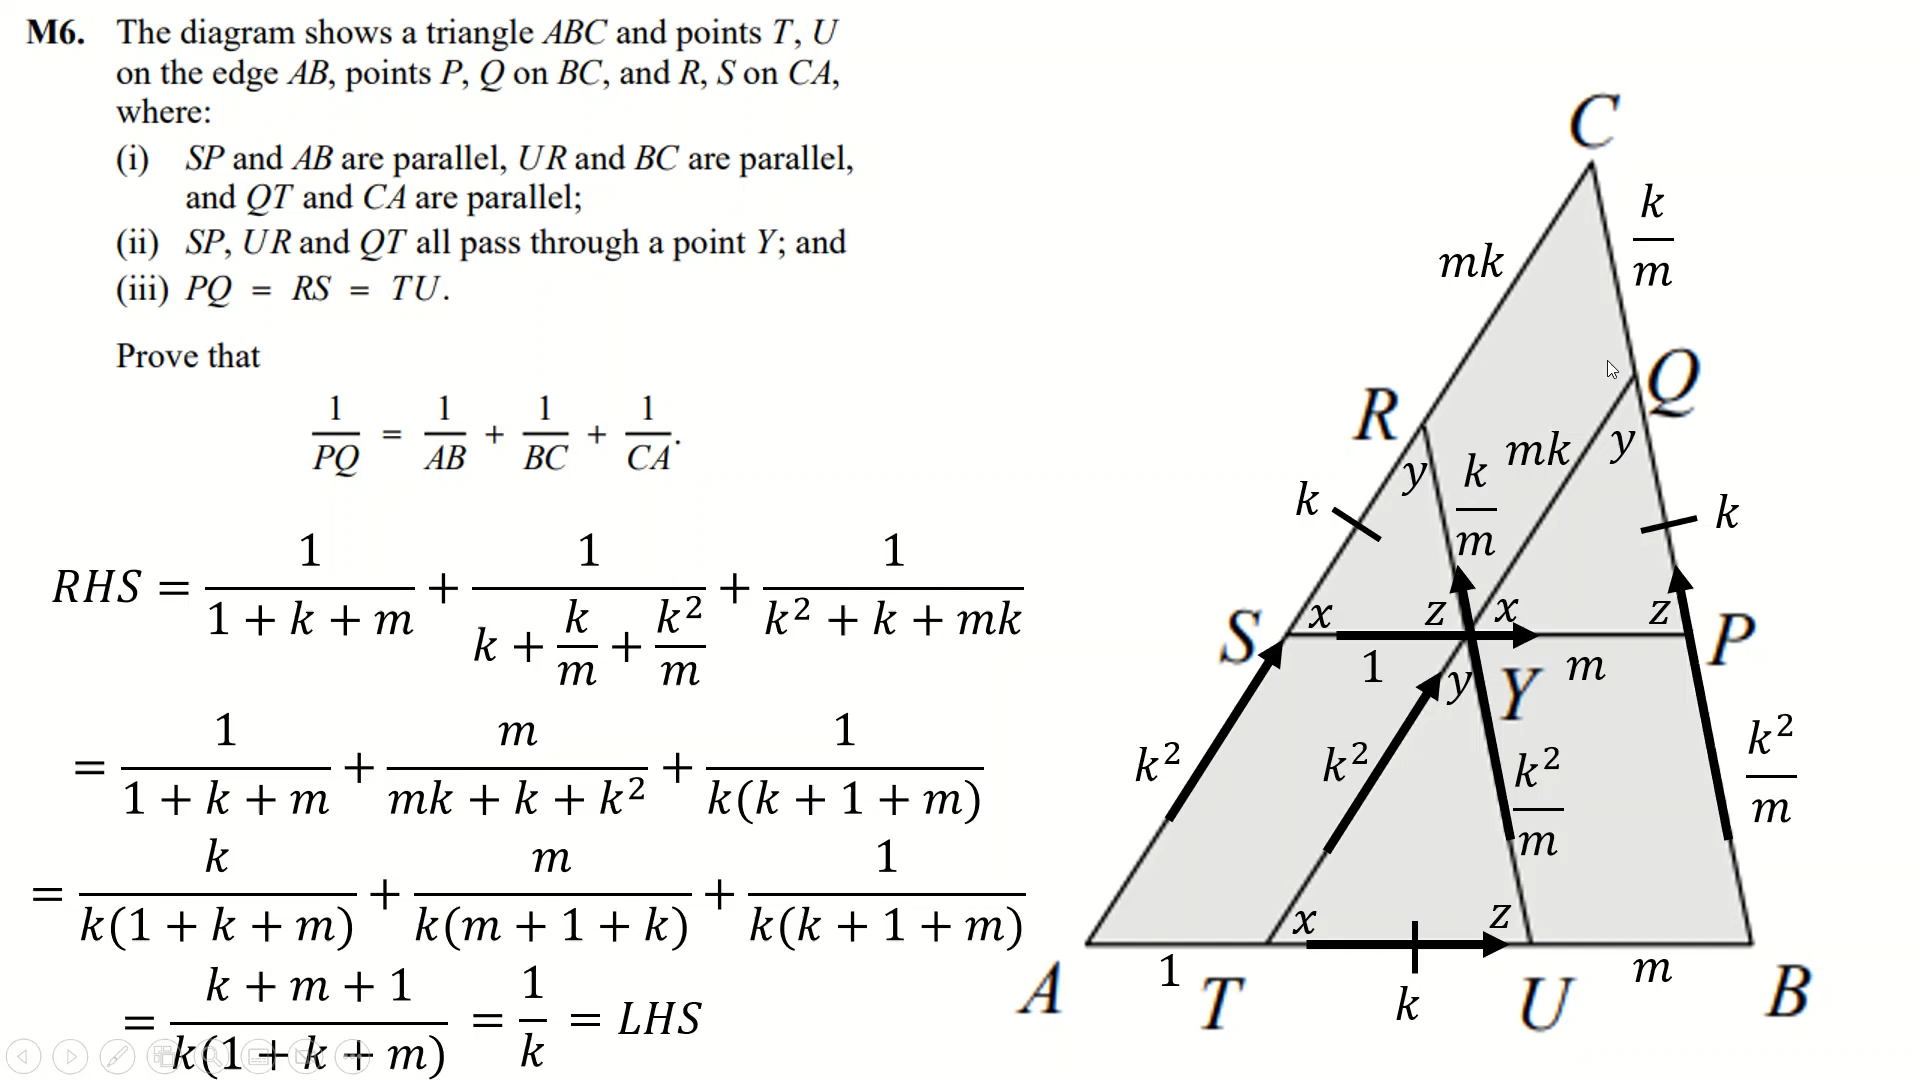 M6. The diagram shows a triangle ABC and points T, U
on the edge AB, points P, Q on BC, and R, S on CA,
where:
(i) SP and AB are parallel, UR and BC are parallel,
and QT and CA are parallel;
(ii) SP, UR and QT all pass through a point Y; and
(iii) PQ = RS = TU.
Prove that
1/PQ = 1/AB + 1/BC + 1/CA.
RHS = 1/(1 + k + m) + 1/(k + k/m + k²/m) + 1/(k² + k + mk)
= 1/(1 + k + m) + m/(mk + k + k²) + 1/(k(k + 1 + m))
= k/(k(1 + k + m)) + m/(k(m + 1 + k)) + 1/(k(k + 1 + m))
= (k + m + 1)/(k(1 + k + m)) = 1/k = LHS
C
k/m
mk
Q
R
y
k/m
mk
y
k
k
S
x
z
x
z
P
1
y
Y
m
k²
k²
k²/m
k²/m
x
z
A
1
T
k
U
m
B